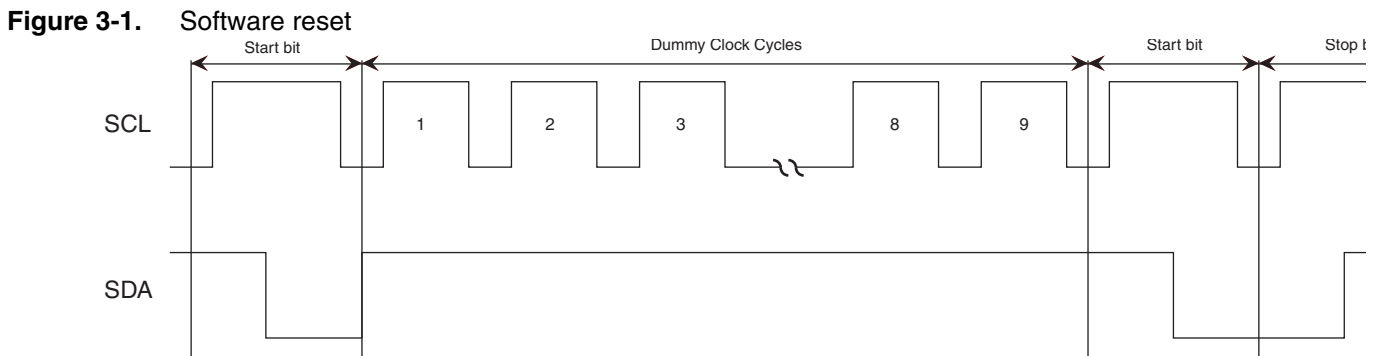 Figure 3-1. Software reset
Start bit
Dummy Clock Cycles
Start bit
Stop b
SCL
1
2
3
8
9
SDA